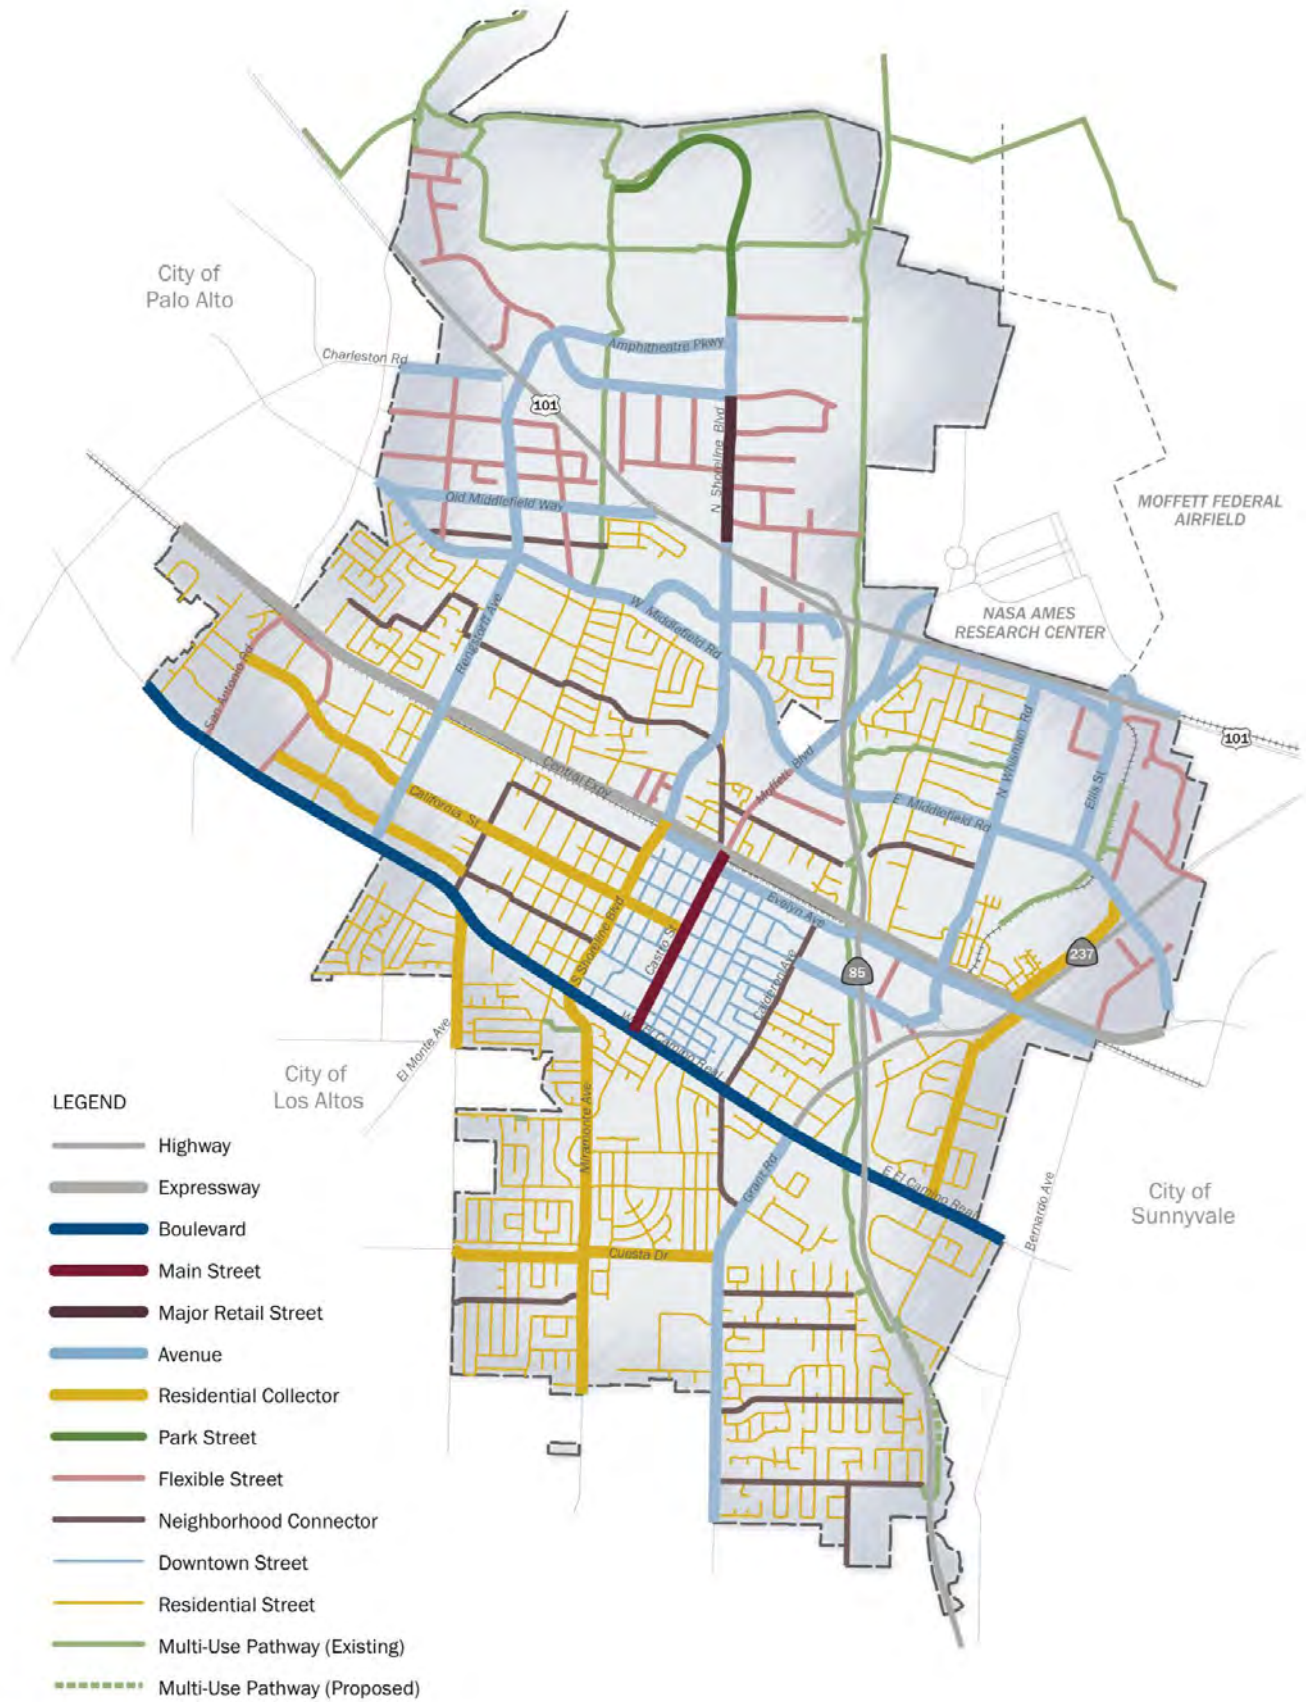 City of
Palo Alto
Charleston Rd
Amphitheatre Pkwy
101
N Shoreline Blvd
Old Middlefield Way
MOFFETT FEDERAL
AIRFIELD
NASA AMES
RESEARCH CENTER
W Middlefield Rd
Rengstorff Ave
San Antonio Rd
101
N Whisman Rd
Moffett Blvd
Ellis St
Central Expy
California St
E Middlefield Rd
Evelyn Ave
S Shoreline Blvd
Castro St
237
85
Calderon Ave
W El Camino Real
El Monte Ave
City of
Los Altos
Miramonte Ave
Grant Rd
E El Camino Real
Bernardo Ave
City of
Sunnyvale
Cuesta Dr
LEGEND
Highway
Expressway
Boulevard
Main Street
Major Retail Street
Avenue
Residential Collector
Park Street
Flexible Street
Neighborhood Connector
Downtown Street
Residential Street
Multi-Use Pathway (Existing)
Multi-Use Pathway (Proposed)